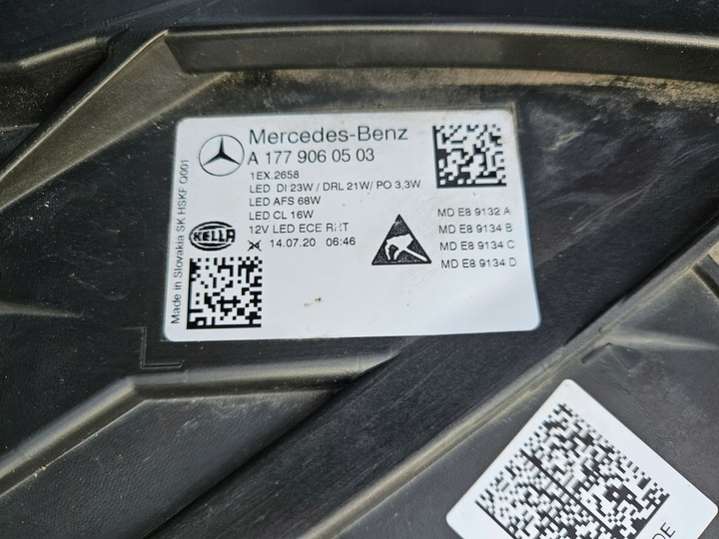 Mercedes-Benz
A 177 906 05 03
1EX.2658
LED DI 23W / DRL 21W/ PO 3,3W
LED AFS 68W
LED CL 16W
12V LED ECE RHT
14.07.20 06:46
HELLA
MD E8 9132 A
MD E8 9134 B
MD E8 9134 C
MD E8 9134 D
Made in Slovakia SK HSKF Q001
DE